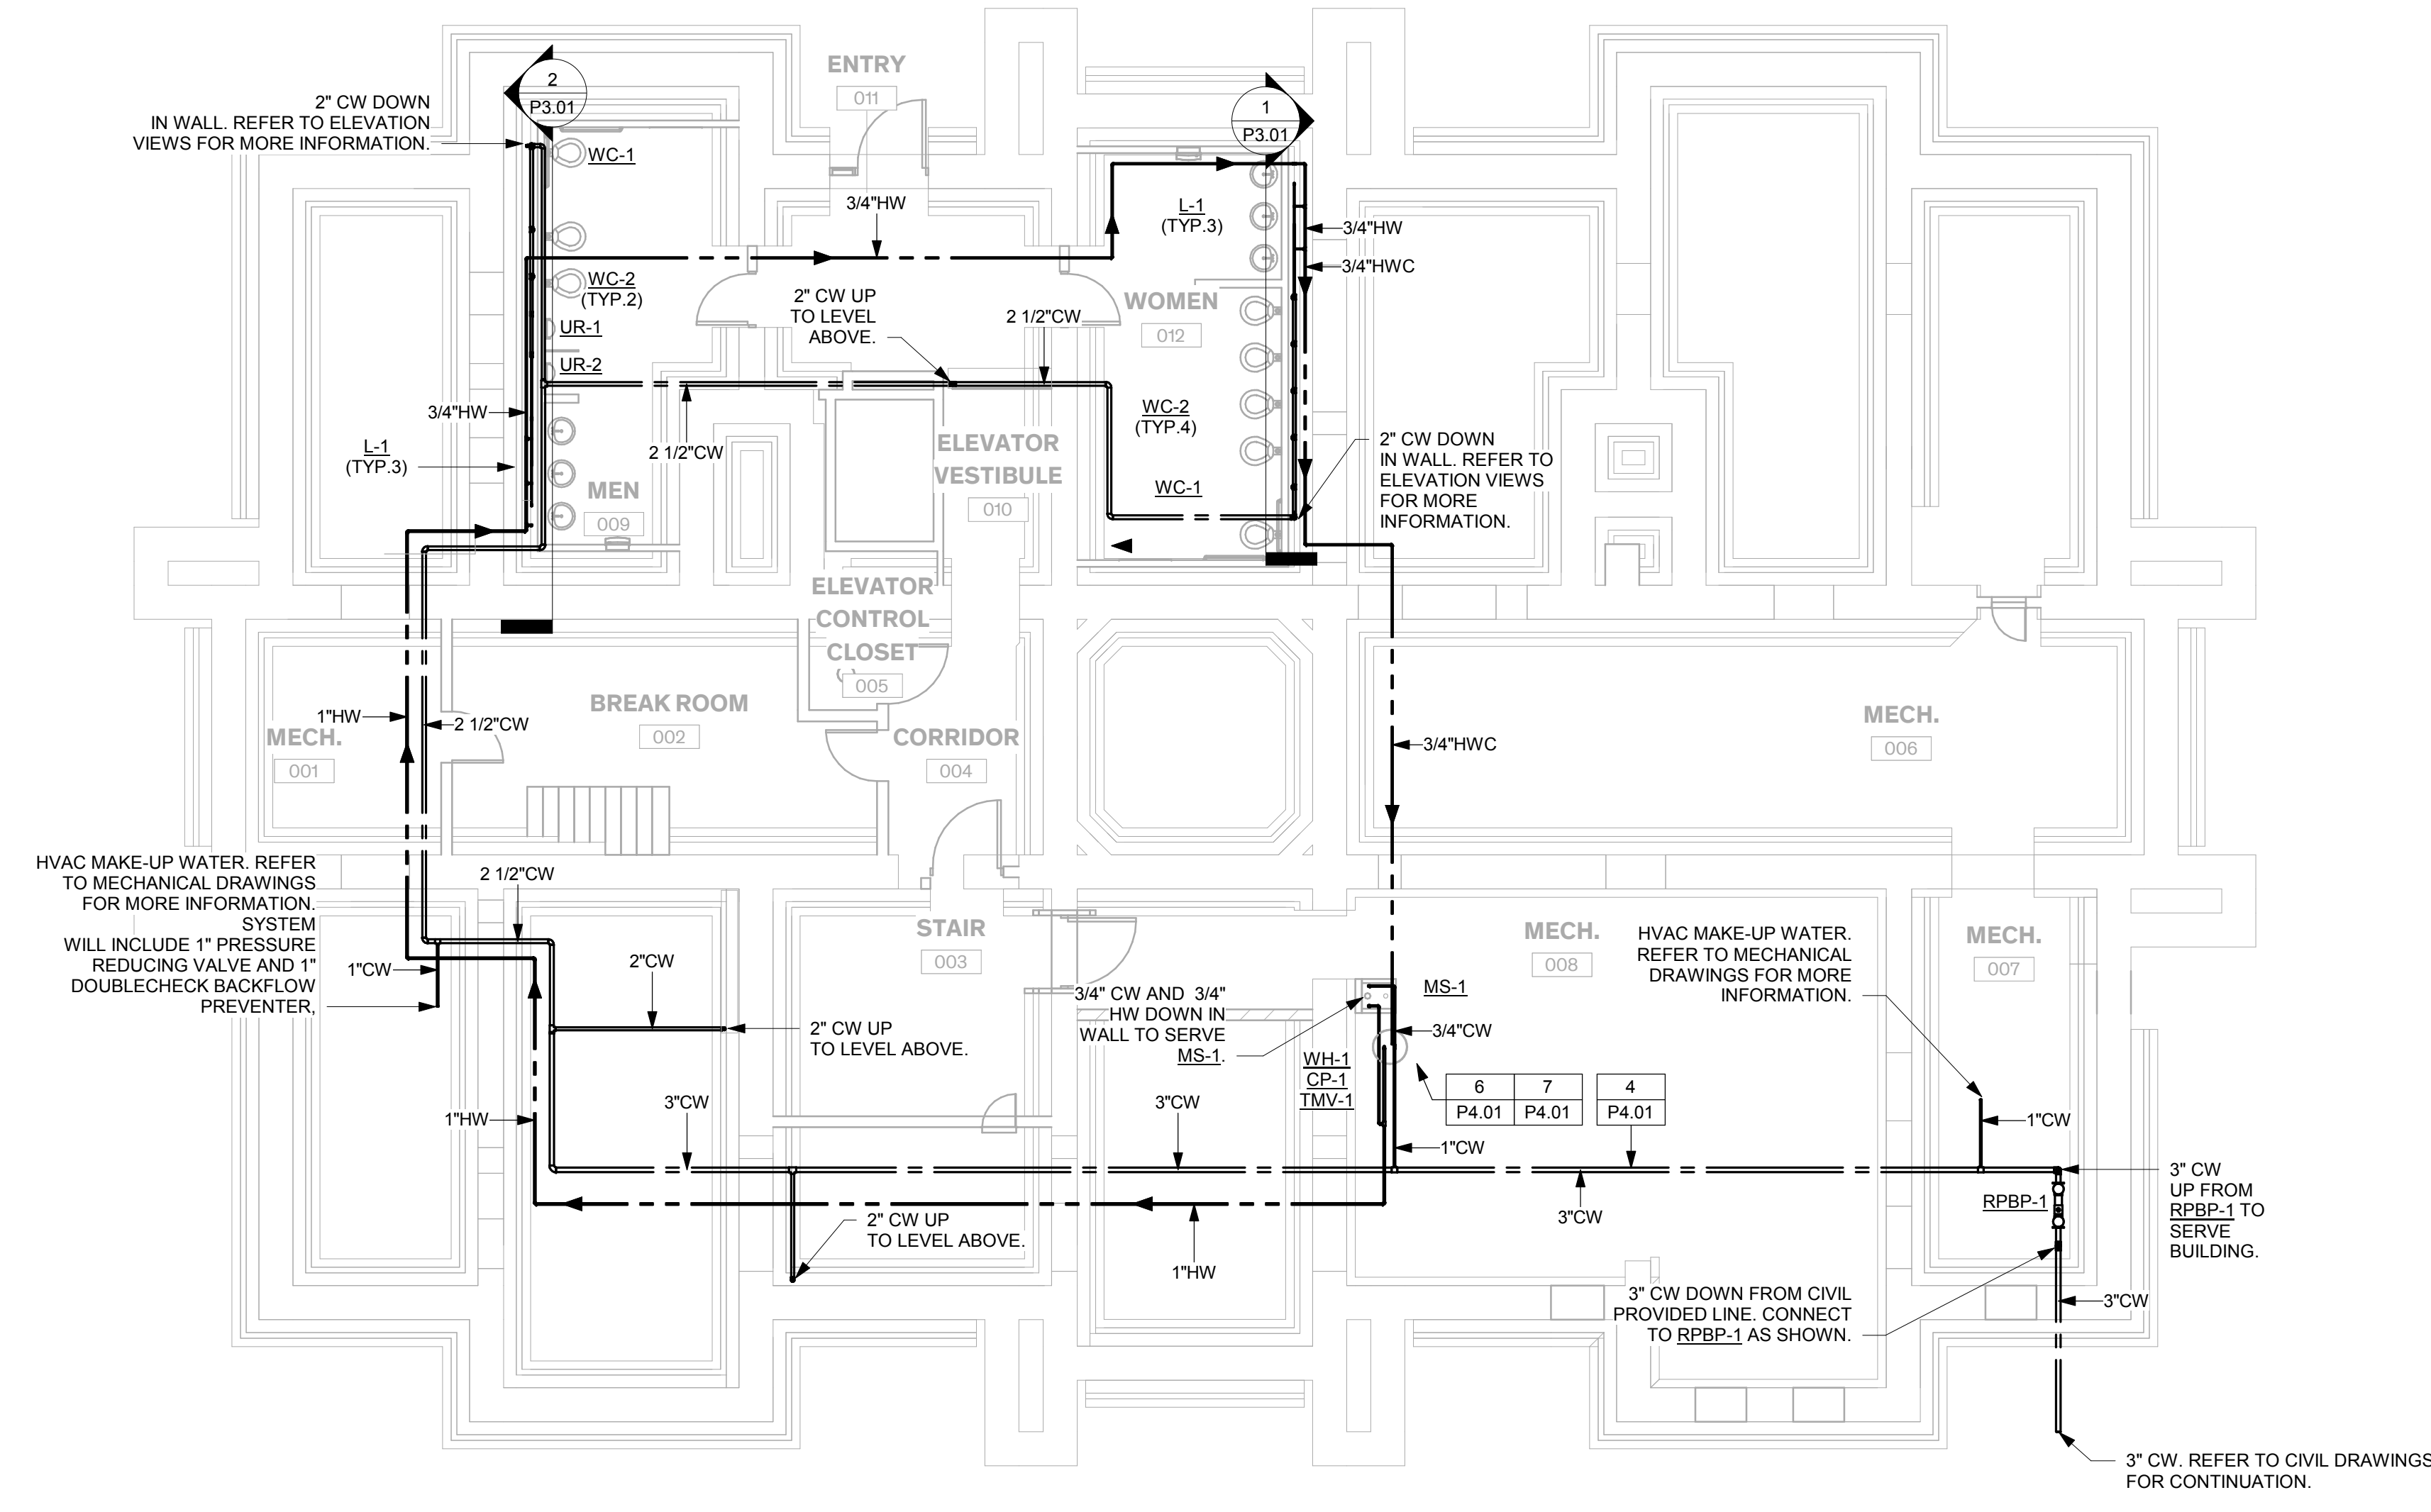 ENTRY
011
2
P3.01
1
P3.01
2" CW DOWN
IN WALL. REFER TO ELEVATION
VIEWS FOR MORE INFORMATION.
WC-1
3/4"HW
L-1
(TYP.3)
3/4"HW
3/4"HWC
WC-2
(TYP.2)
UR-1
UR-2
2" CW UP
TO LEVEL
ABOVE.
2 1/2"CW
WOMEN
012
3/4"HW
L-1
(TYP.3)
2 1/2"CW
WC-2
(TYP.4)
WC-1
ELEVATOR
VESTIBULE
010
MEN
009
2" CW DOWN
IN WALL. REFER TO
ELEVATION VIEWS
FOR MORE
INFORMATION.
ELEVATOR
CONTROL
CLOSET
005
1"HW
2 1/2"CW
MECH.
001
BREAK ROOM
002
CORRIDOR
004
3/4"HWC
MECH.
006
HVAC MAKE-UP WATER. REFER
TO MECHANICAL DRAWINGS
FOR MORE INFORMATION.
SYSTEM
WILL INCLUDE 1" PRESSURE
REDUCING VALVE AND 1"
DOUBLECHECK BACKFLOW
PREVENTER,
2 1/2"CW
1"CW
2"CW
2" CW UP
TO LEVEL ABOVE.
STAIR
003
3/4" CW AND 3/4"
HW DOWN IN
WALL TO SERVE
MS-1.
MS-1
3/4"CW
WH-1
CP-1
TMV-1
6
P4.01
7
P4.01
4
P4.01
MECH.
008
HVAC MAKE-UP WATER.
REFER TO MECHANICAL
DRAWINGS FOR MORE
INFORMATION.
MECH.
007
1"CW
1"HW
3"CW
3"CW
1"CW
3"CW
RPBP-1
3" CW
UP FROM
RPBP-1 TO
SERVE
BUILDING.
2" CW UP
TO LEVEL ABOVE.
1"HW
3" CW DOWN FROM CIVIL
PROVIDED LINE. CONNECT
TO RPBP-1 AS SHOWN.
3"CW
3" CW. REFER TO CIVIL DRAWINGS
FOR CONTINUATION.